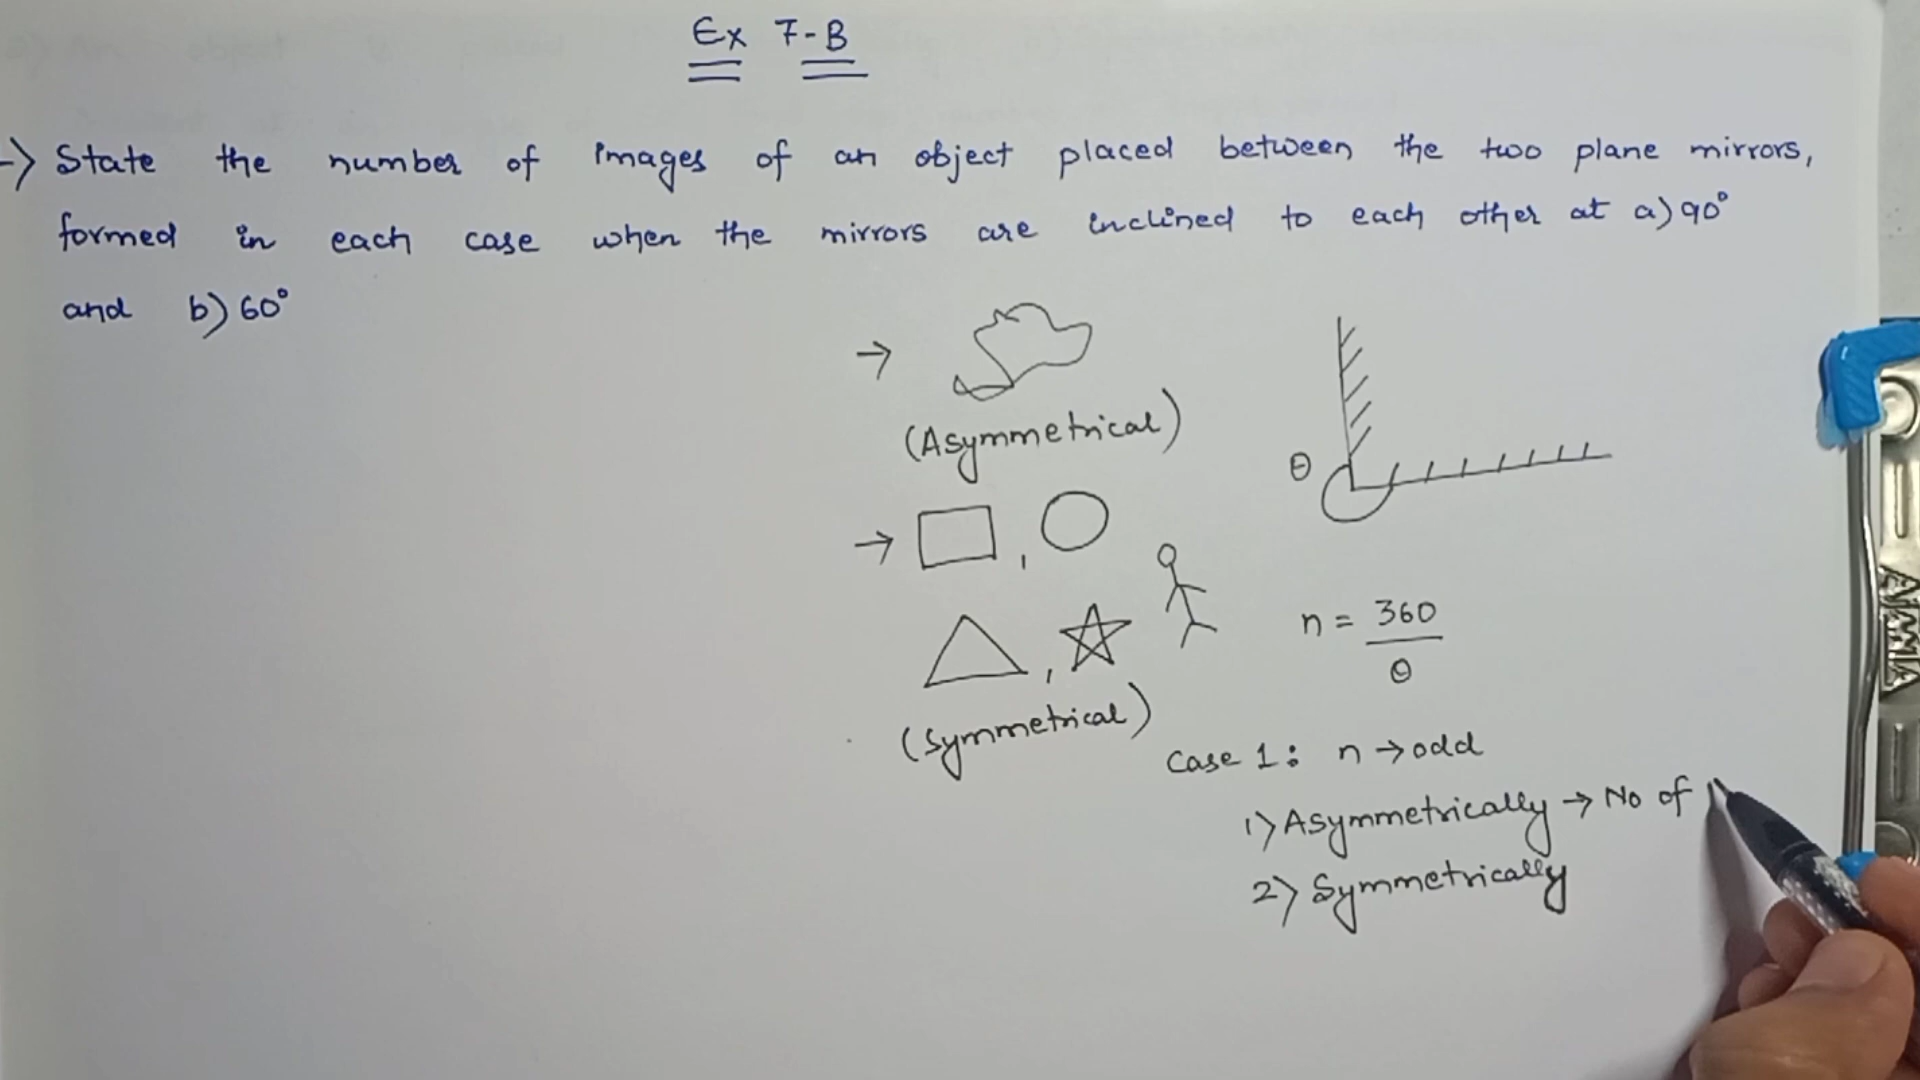 Ex 7-B
→) State the number of images of an object placed between the two plane mirrors,
formed in each case when the mirrors are inclined to each other at a) 90°
and b) 60°
→
(Asymmetrical)
θ
→ ,
,
(Symmetrical)
n = 360
θ
Case 1: n → odd
1) Asymmetrically → No of
2) Symmetrically
AJANTA